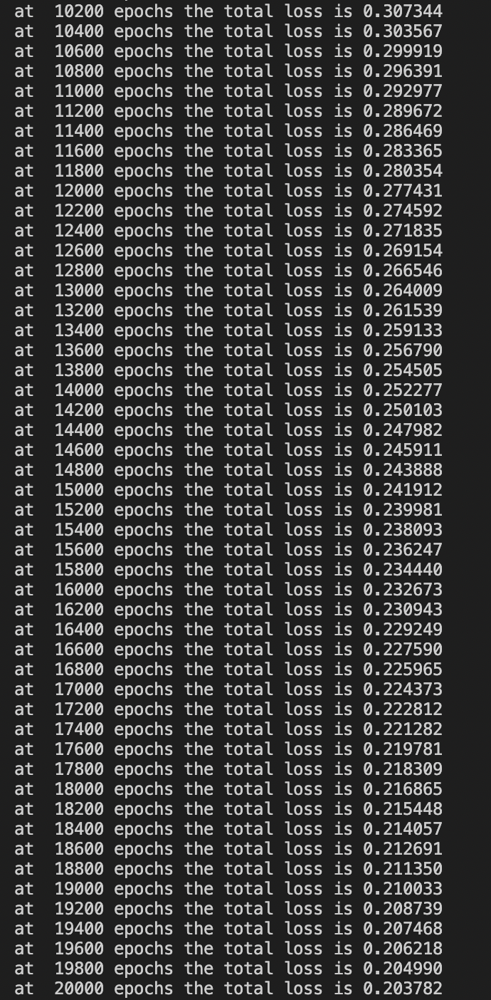 at  10200 epochs the total loss is 0.307344
at  10400 epochs the total loss is 0.303567
at  10600 epochs the total loss is 0.299919
at  10800 epochs the total loss is 0.296391
at  11000 epochs the total loss is 0.292977
at  11200 epochs the total loss is 0.289672
at  11400 epochs the total loss is 0.286469
at  11600 epochs the total loss is 0.283365
at  11800 epochs the total loss is 0.280354
at  12000 epochs the total loss is 0.277431
at  12200 epochs the total loss is 0.274592
at  12400 epochs the total loss is 0.271835
at  12600 epochs the total loss is 0.269154
at  12800 epochs the total loss is 0.266546
at  13000 epochs the total loss is 0.264009
at  13200 epochs the total loss is 0.261539
at  13400 epochs the total loss is 0.259133
at  13600 epochs the total loss is 0.256790
at  13800 epochs the total loss is 0.254505
at  14000 epochs the total loss is 0.252277
at  14200 epochs the total loss is 0.250103
at  14400 epochs the total loss is 0.247982
at  14600 epochs the total loss is 0.245911
at  14800 epochs the total loss is 0.243888
at  15000 epochs the total loss is 0.241912
at  15200 epochs the total loss is 0.239981
at  15400 epochs the total loss is 0.238093
at  15600 epochs the total loss is 0.236247
at  15800 epochs the total loss is 0.234440
at  16000 epochs the total loss is 0.232673
at  16200 epochs the total loss is 0.230943
at  16400 epochs the total loss is 0.229249
at  16600 epochs the total loss is 0.227590
at  16800 epochs the total loss is 0.225965
at  17000 epochs the total loss is 0.224373
at  17200 epochs the total loss is 0.222812
at  17400 epochs the total loss is 0.221282
at  17600 epochs the total loss is 0.219781
at  17800 epochs the total loss is 0.218309
at  18000 epochs the total loss is 0.216865
at  18200 epochs the total loss is 0.215448
at  18400 epochs the total loss is 0.214057
at  18600 epochs the total loss is 0.212691
at  18800 epochs the total loss is 0.211350
at  19000 epochs the total loss is 0.210033
at  19200 epochs the total loss is 0.208739
at  19400 epochs the total loss is 0.207468
at  19600 epochs the total loss is 0.206218
at  19800 epochs the total loss is 0.204990
at  20000 epochs the total loss is 0.203782